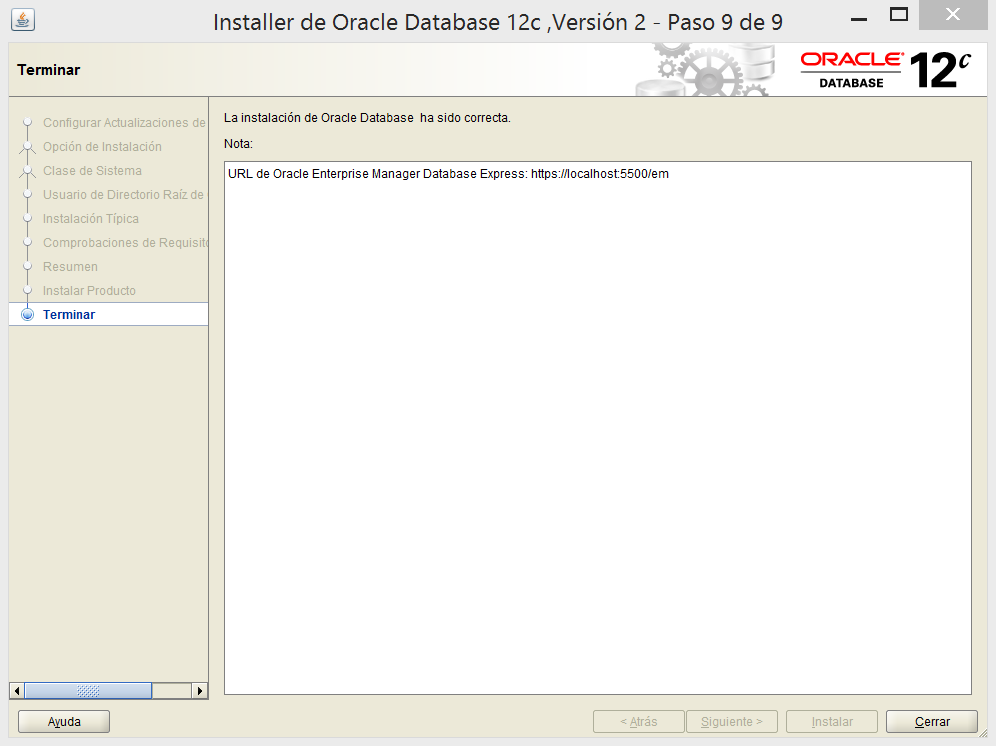 Installer de Oracle Database 12c ,Versión 2 - Paso 9 de 9
Terminar
ORACLE
DATABASE
12c
Configurar Actualizaciones de
Opción de Instalación
Clase de Sistema
Usuario de Directorio Raíz de
Instalación Típica
Comprobaciones de Requisito
Resumen
Instalar Producto
Terminar
La instalación de Oracle Database  ha sido correcta.
Nota:
URL de Oracle Enterprise Manager Database Express: https://localhost:5500/em
Ayuda
< Atrás
Siguiente >
Instalar
Cerrar